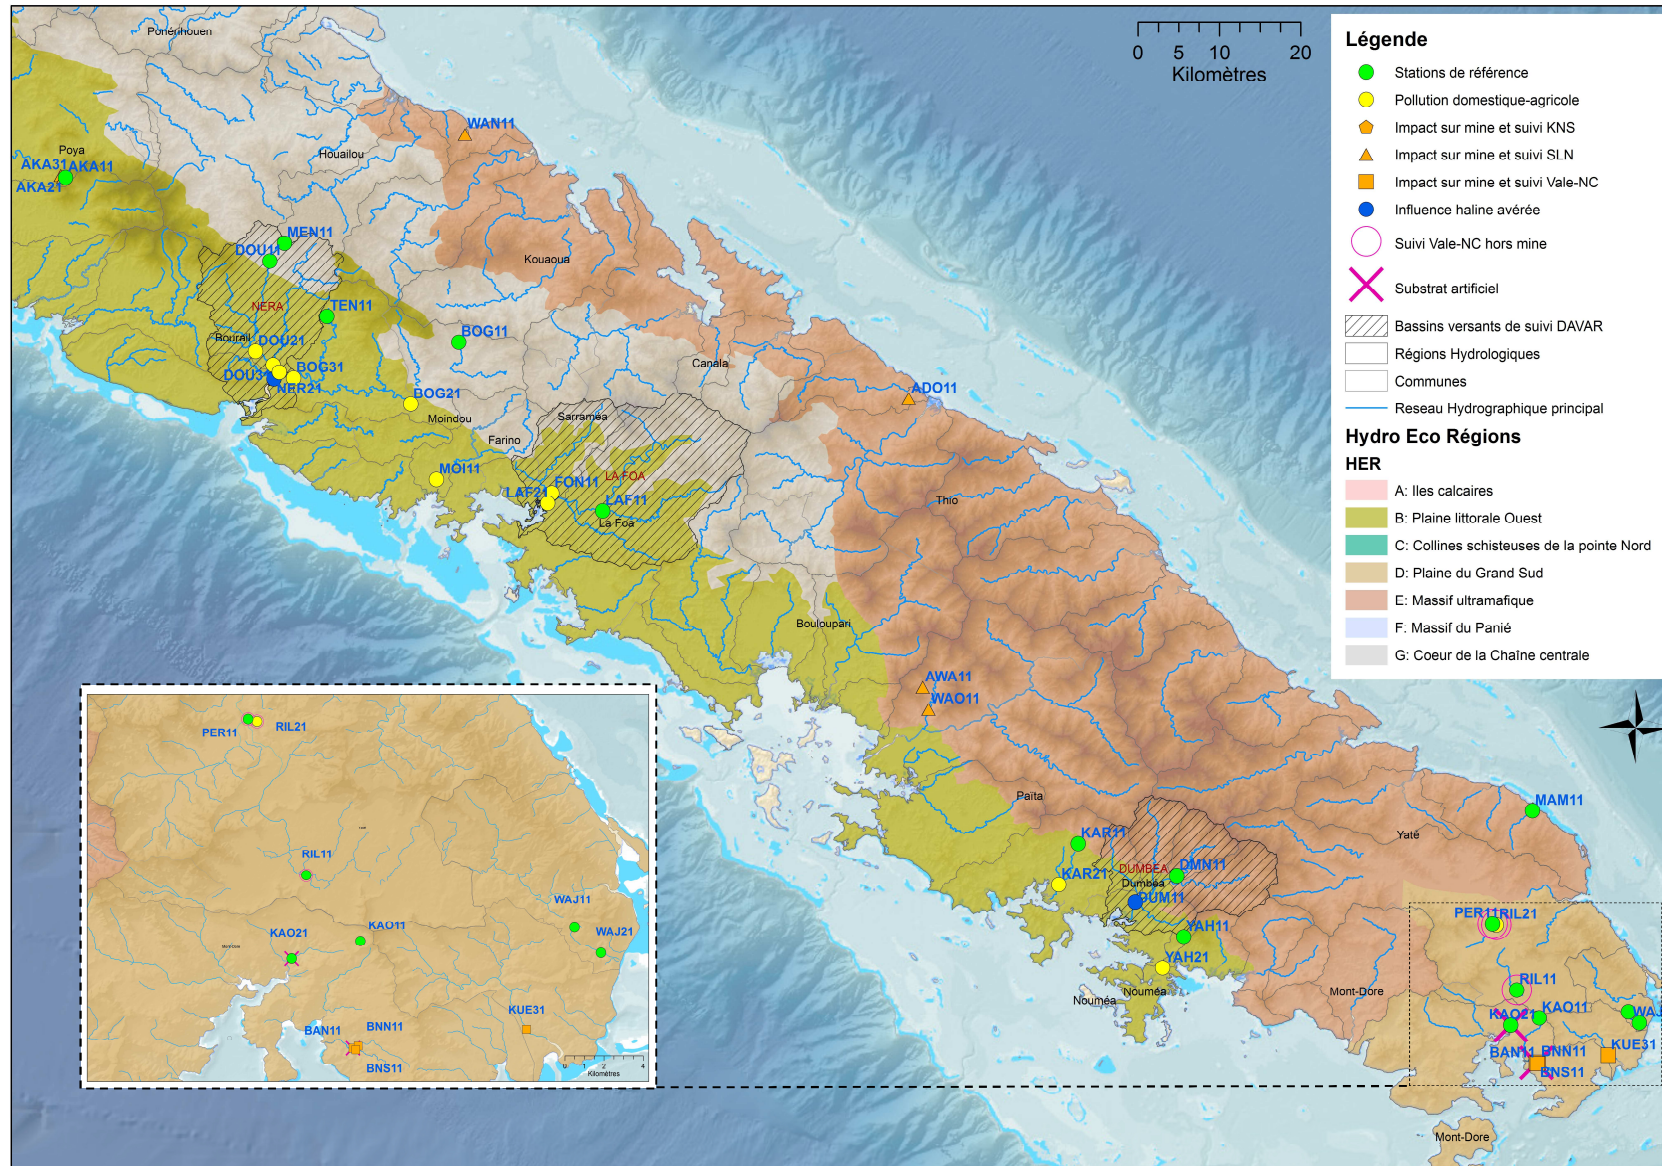 Ponérihouen
0 5 10 20
Kilomètres
Légende
Stations de référence
Pollution domestique-agricole
Impact sur mine et suivi KNS
Impact sur mine et suivi SLN
Impact sur mine et suivi Vale-NC
Influence haline avérée
Suivi Vale-NC hors mine
Substrat artificiel
Bassins versants de suivi DAVAR
Régions Hydrologiques
Communes
Reseau Hydrographique principal
Hydro Eco Régions
HER
A: Iles calcaires
B: Plaine littorale Ouest
C: Collines schisteuses de la pointe Nord
D: Plaine du Grand Sud
E: Massif ultramafique
F: Massif du Panié
G: Coeur de la Chaîne centrale
WAN11
Poya
Houaïlou
AKA31 AKA11
AKA21
MEN11
DOU11
Kouaoua
NERA
TEN11
BOG11
Bourail
DOU21
Canala
DOU31
BOG31
NER21
ADO11
BOG21
Moindou
Sarraméa
Farino
MOI11
LA FOA
FON11
LAF21
LAF11
La Foa
Thio
Bouloupari
AWA11
WAO11
Païta
MAM11
KAR11
Yaté
DUMBEA
DMN11
KAR21
Dumbéa
DUM11
PER11 RIL21
YAH11
YAH21
Nouméa
Nouméa
Mont-Dore
RIL11
KAO21
KAO11
WAJ
BAN11
BNN11
KUE31
BNS11
Mont-Dore
PER11
RIL21
RIL11
WAJ11
KAO21
KAO11
WAJ21
BAN11
BNN11
KUE31
BNS11
0 1 2 4
Kilomètres